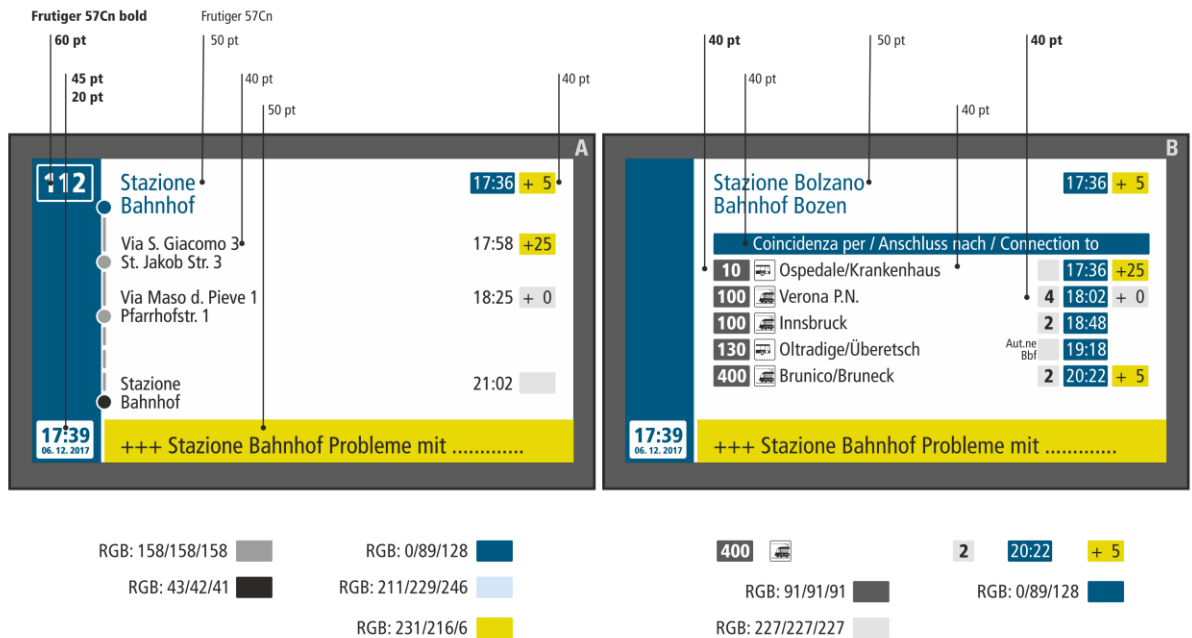 Frutiger 57Cn bold
Frutiger 57Cn
60 pt
50 pt
40 pt
50 pt
40 pt
45 pt
20 pt
40 pt
40 pt
40 pt
50 pt
40 pt
A
112
Stazione
Bahnhof
17:36 + 5
Via S. Giacomo 3
St. Jakob Str. 3
17:58 +25
Via Maso d. Pieve 1
Pfarrhofstr. 1
18:25 + 0
Stazione
Bahnhof
21:02
17:39
06. 12. 2017
+++ Stazione Bahnhof Probleme mit .............
B
Stazione Bolzano
Bahnhof Bozen
17:36 + 5
Coincidenza per / Anschluss nach / Connection to
10 Ospedale/Krankenhaus 17:36 +25
100 Verona P.N. 4 18:02 + 0
100 Innsbruck 2 18:48
130 Oltradige/Überetsch Aut.ne
Bbf 19:18
400 Brunico/Bruneck 2 20:22 + 5
17:39
06. 12. 2017
+++ Stazione Bahnhof Probleme mit .............
RGB: 158/158/158
RGB: 0/89/128
RGB: 43/42/41
RGB: 211/229/246
RGB: 231/216/6
400
2 20:22 + 5
RGB: 91/91/91
RGB: 0/89/128
RGB: 227/227/227